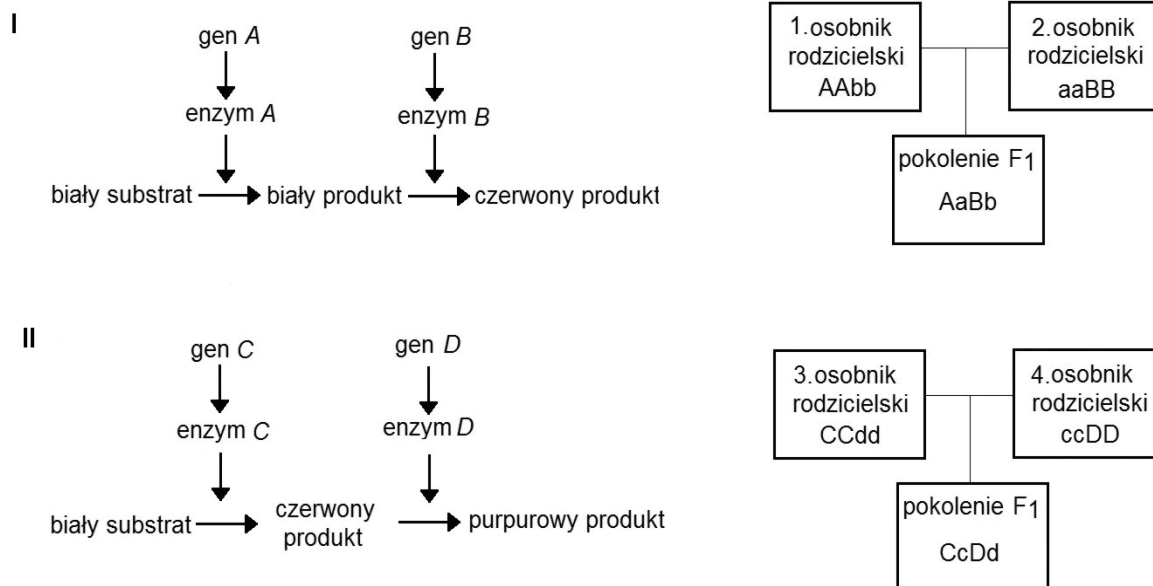 I
gen A
gen B
enzym A
enzym B
biały substrat
biały produkt
czerwony produkt
1.osobnik
rodzicielski
AAbb
2.osobnik
rodzicielski
aaBB
pokolenie F1
AaBb
II
gen C
gen D
enzym C
enzym D
biały substrat
czerwony
produkt
purpurowy produkt
3.osobnik
rodzicielski
CCdd
4.osobnik
rodzicielski
ccDD
pokolenie F1
CcDd